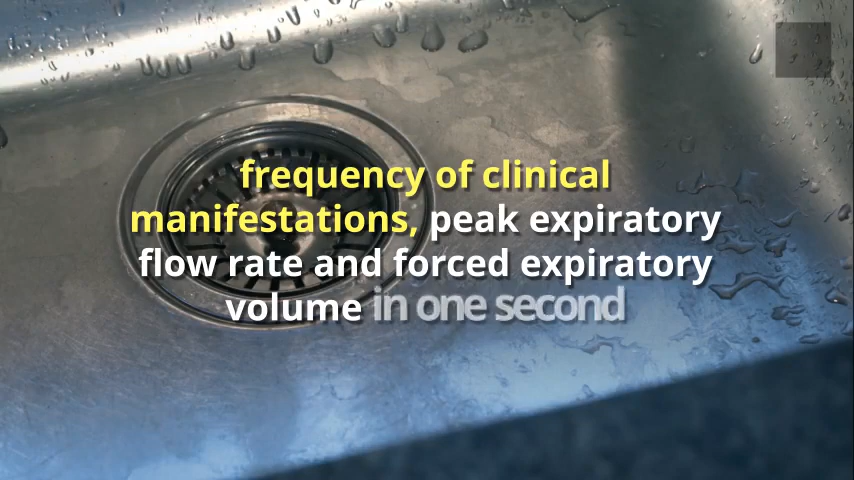 frequency of clinical
manifestations, peak expiratory
flow rate and forced expiratory
volume in one second